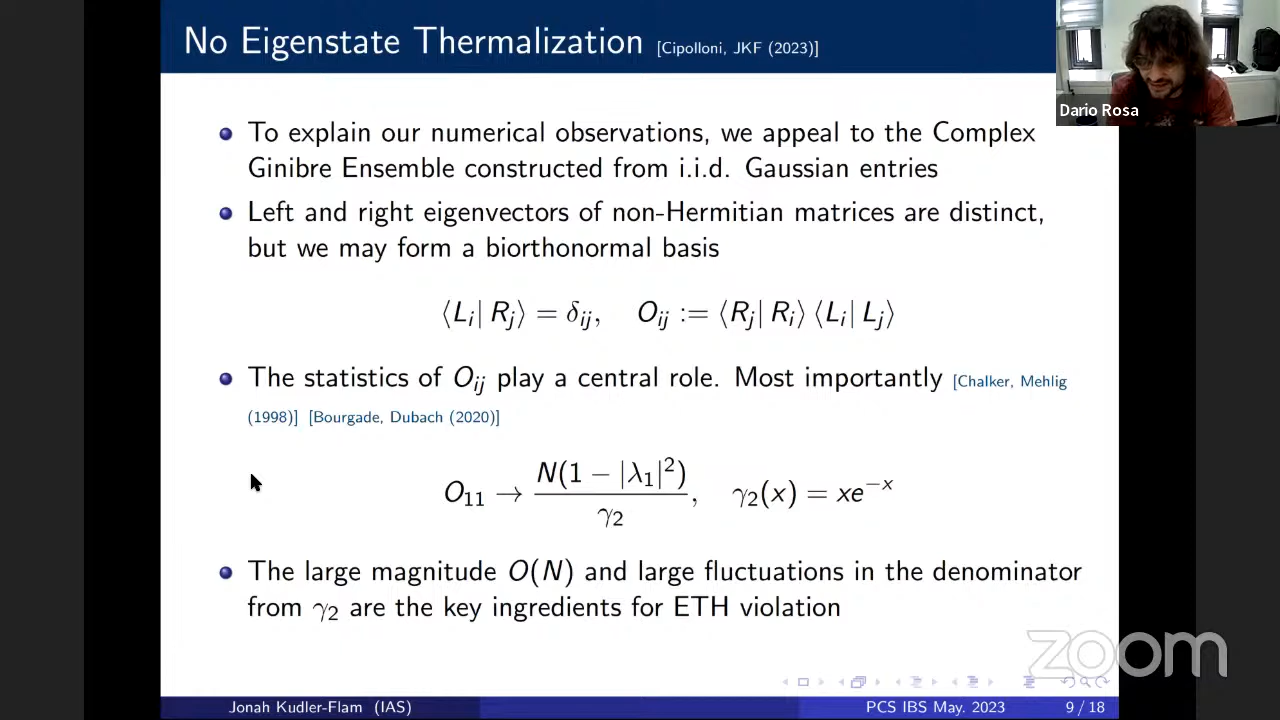 No Eigenstate Thermalization [Cipolloni, JKF (2023)]
Dario Rosa
To explain our numerical observations, we appeal to the Complex
Ginibre Ensemble constructed from i.i.d. Gaussian entries
Left and right eigenvectors of non-Hermitian matrices are distinct,
but we may form a biorthonormal basis
⟨L_i| R_j⟩ = δ_ij, O_ij := ⟨R_j| R_i⟩ ⟨L_i| L_j⟩
The statistics of O_ij play a central role. Most importantly [Chalker, Mehlig
(1998)] [Bourgade, Dubach (2020)]
O_11 → N(1 − |λ_1|^2) / γ_2, γ_2(x) = xe^{−x}
The large magnitude O(N) and large fluctuations in the denominator
from γ_2 are the key ingredients for ETH violation
zoom
Jonah Kudler-Flam (IAS) PCS IBS May. 2023 9 / 18